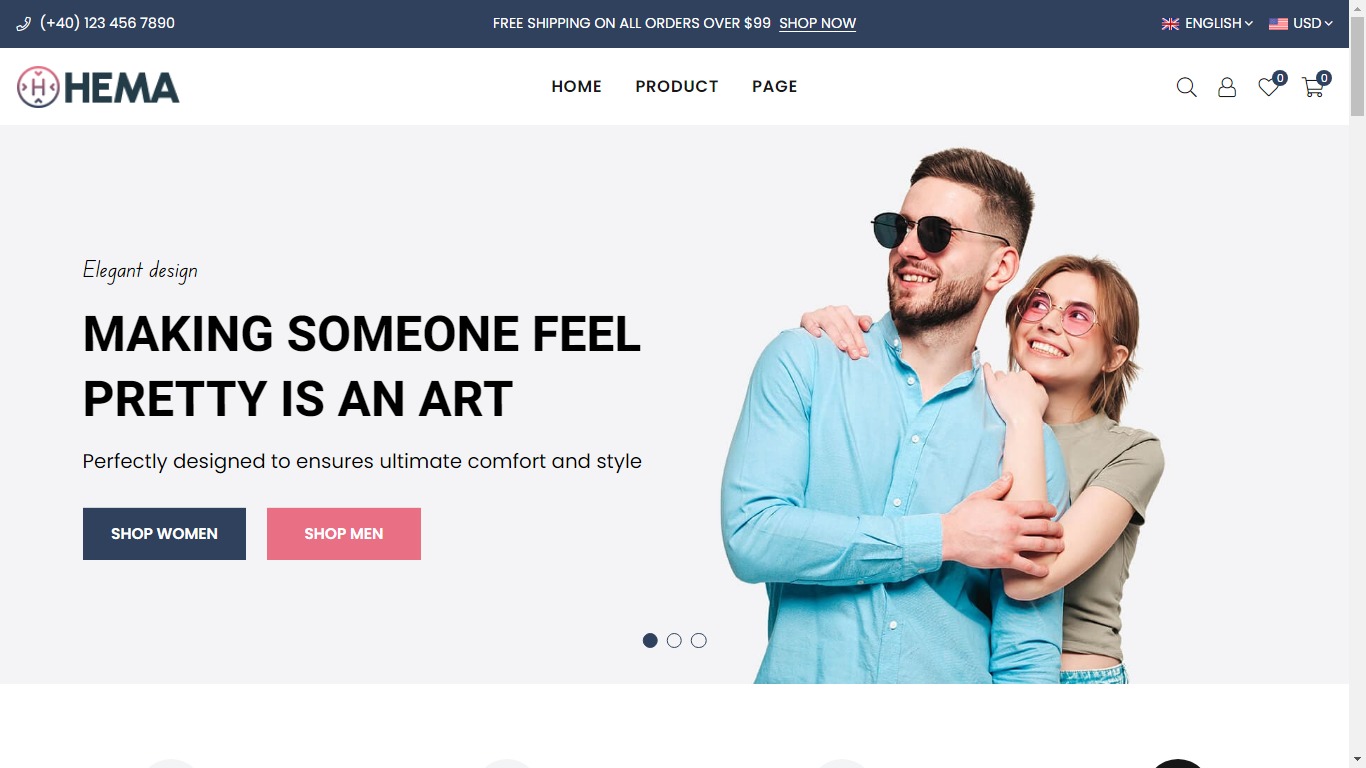 (+40) 123 456 7890
FREE SHIPPING ON ALL ORDERS OVER $99 SHOP NOW
ENGLISH
USD
H HEMA
HOME
PRODUCT
PAGE
0
0
Elegant design
MAKING SOMEONE FEEL
PRETTY IS AN ART
Perfectly designed to ensures ultimate comfort and style
SHOP WOMEN
SHOP MEN